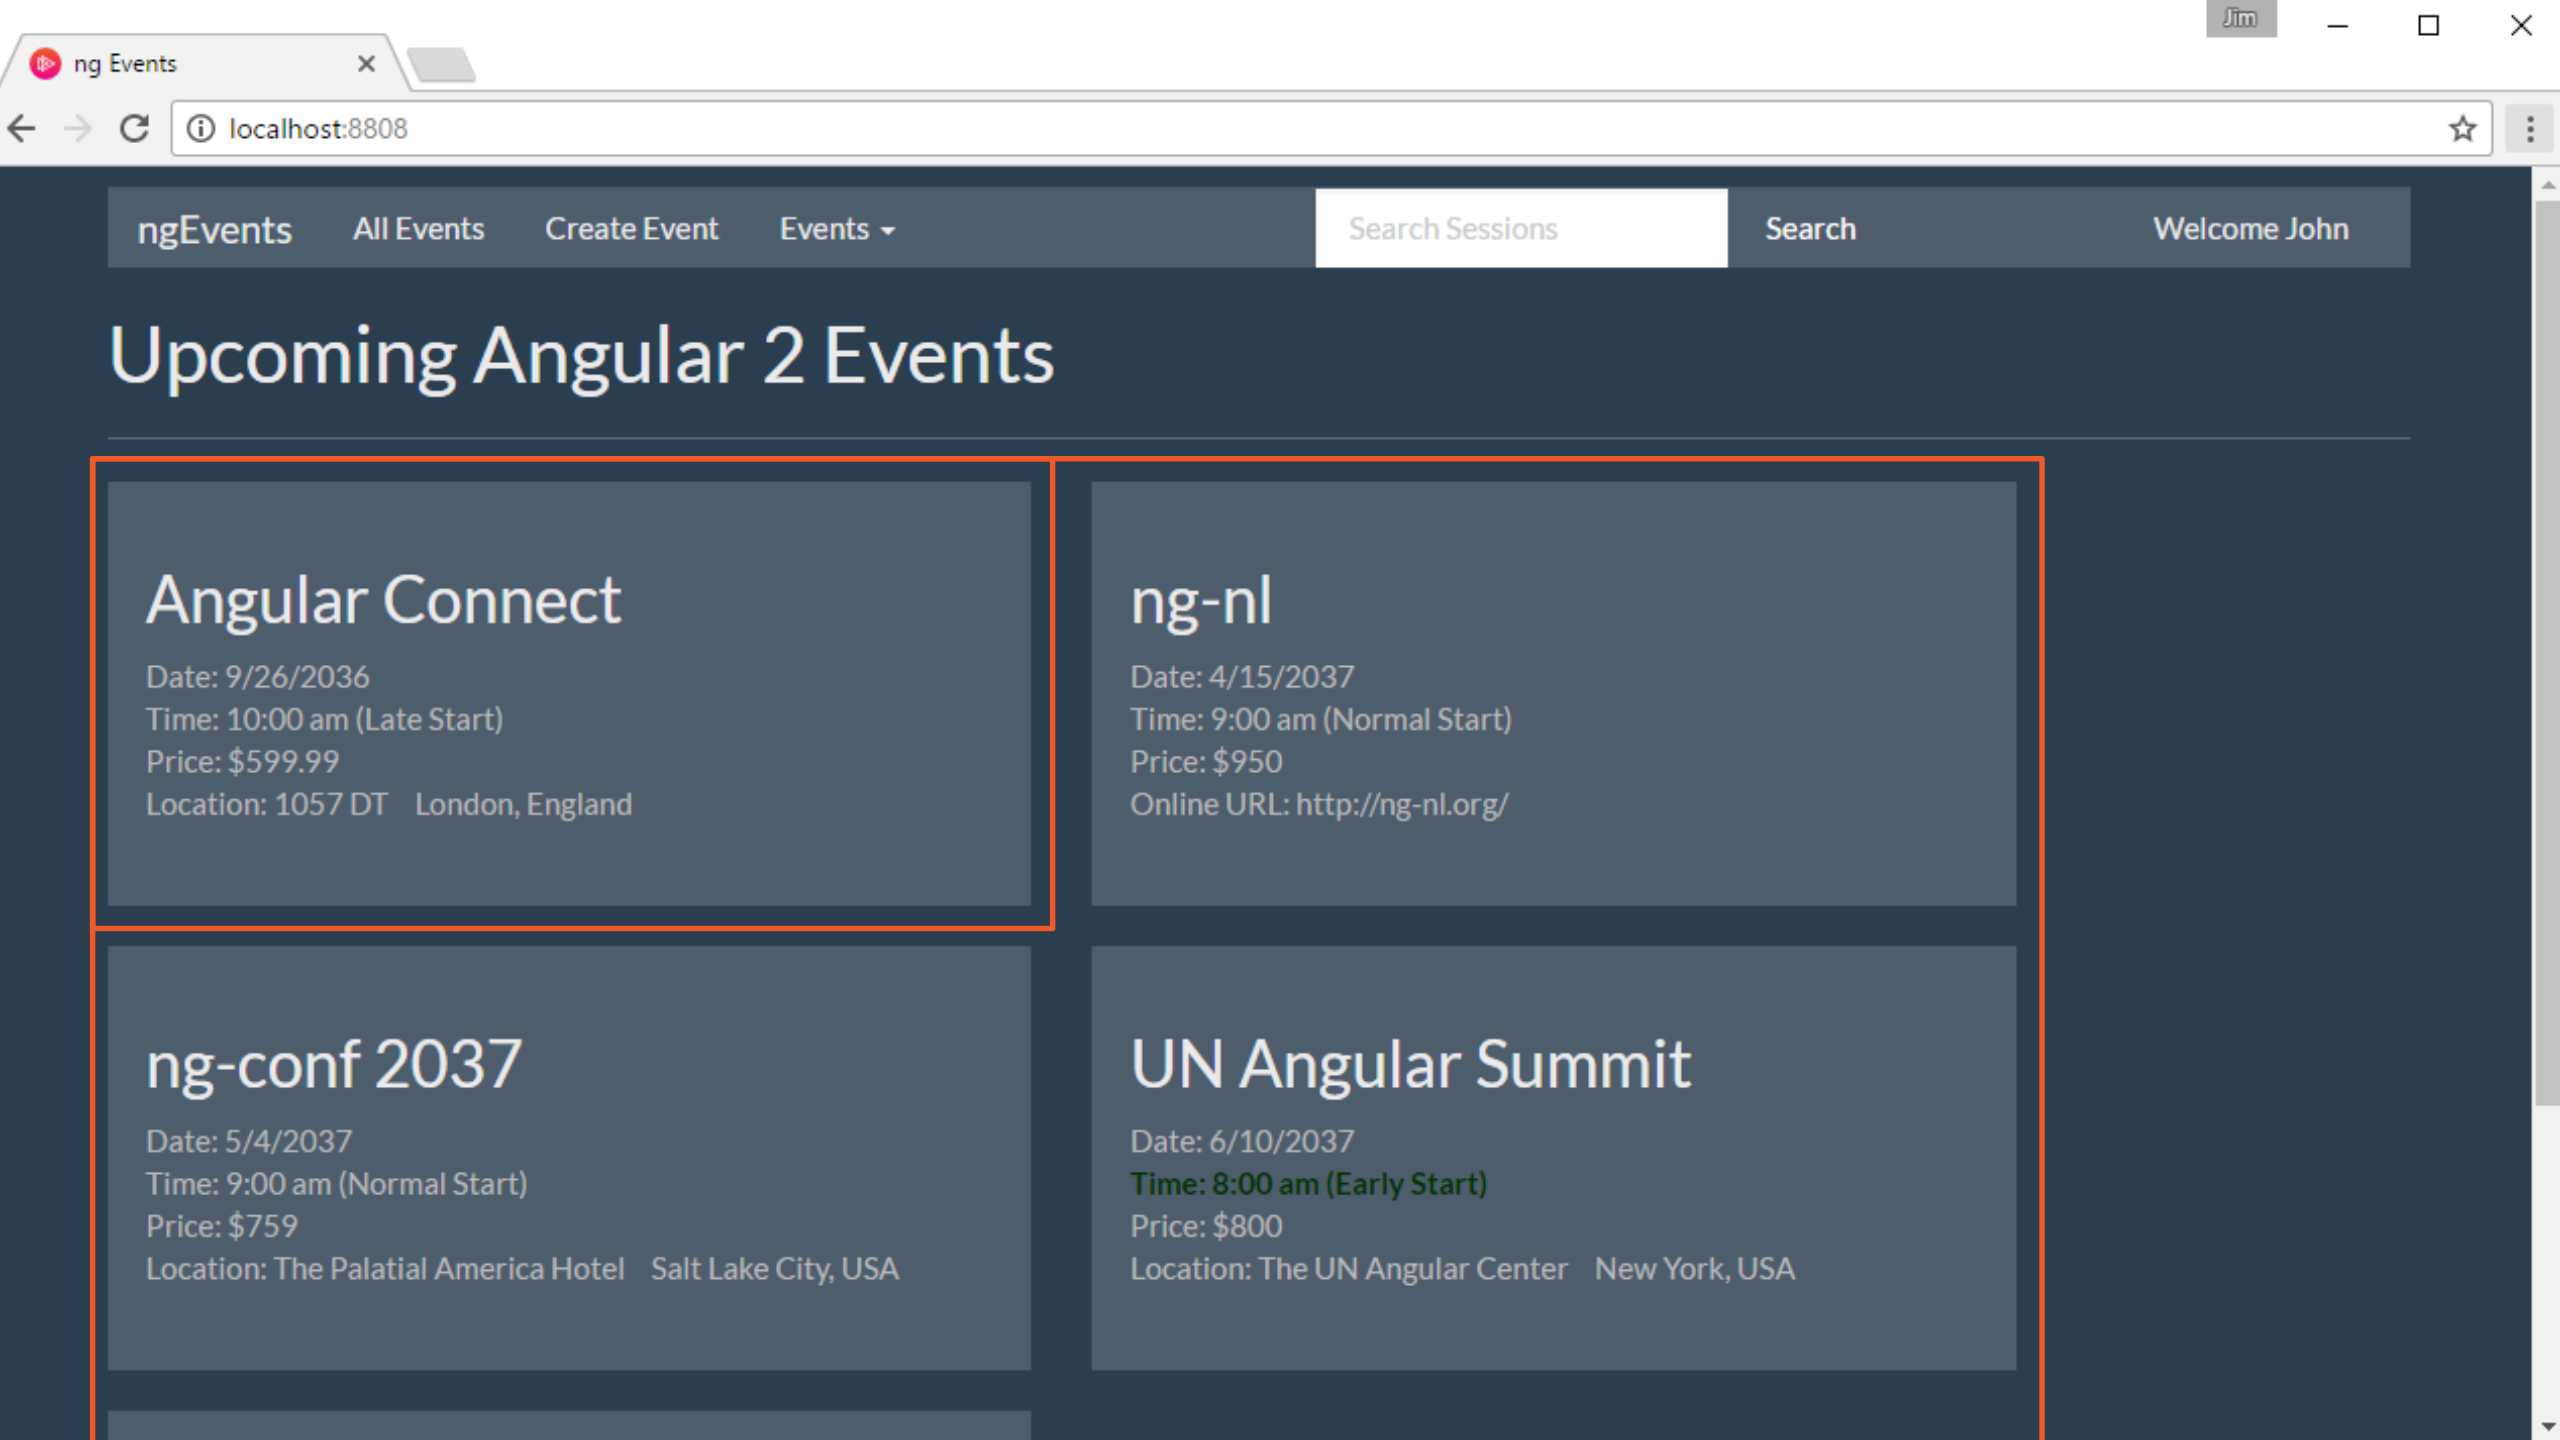 Jim
ng Events
localhost:8808
ngEvents All Events Create Event Events Search Sessions Search Welcome John
Upcoming Angular 2 Events
Angular Connect
Date: 9/26/2036
Time: 10:00 am (Late Start)
Price: $599.99
Location: 1057 DT London, England
ng-nl
Date: 4/15/2037
Time: 9:00 am (Normal Start)
Price: $950
Online URL: http://ng-nl.org/
ng-conf 2037
Date: 5/4/2037
Time: 9:00 am (Normal Start)
Price: $759
Location: The Palatial America Hotel Salt Lake City, USA
UN Angular Summit
Date: 6/10/2037
Time: 8:00 am (Early Start)
Price: $800
Location: The UN Angular Center New York, USA